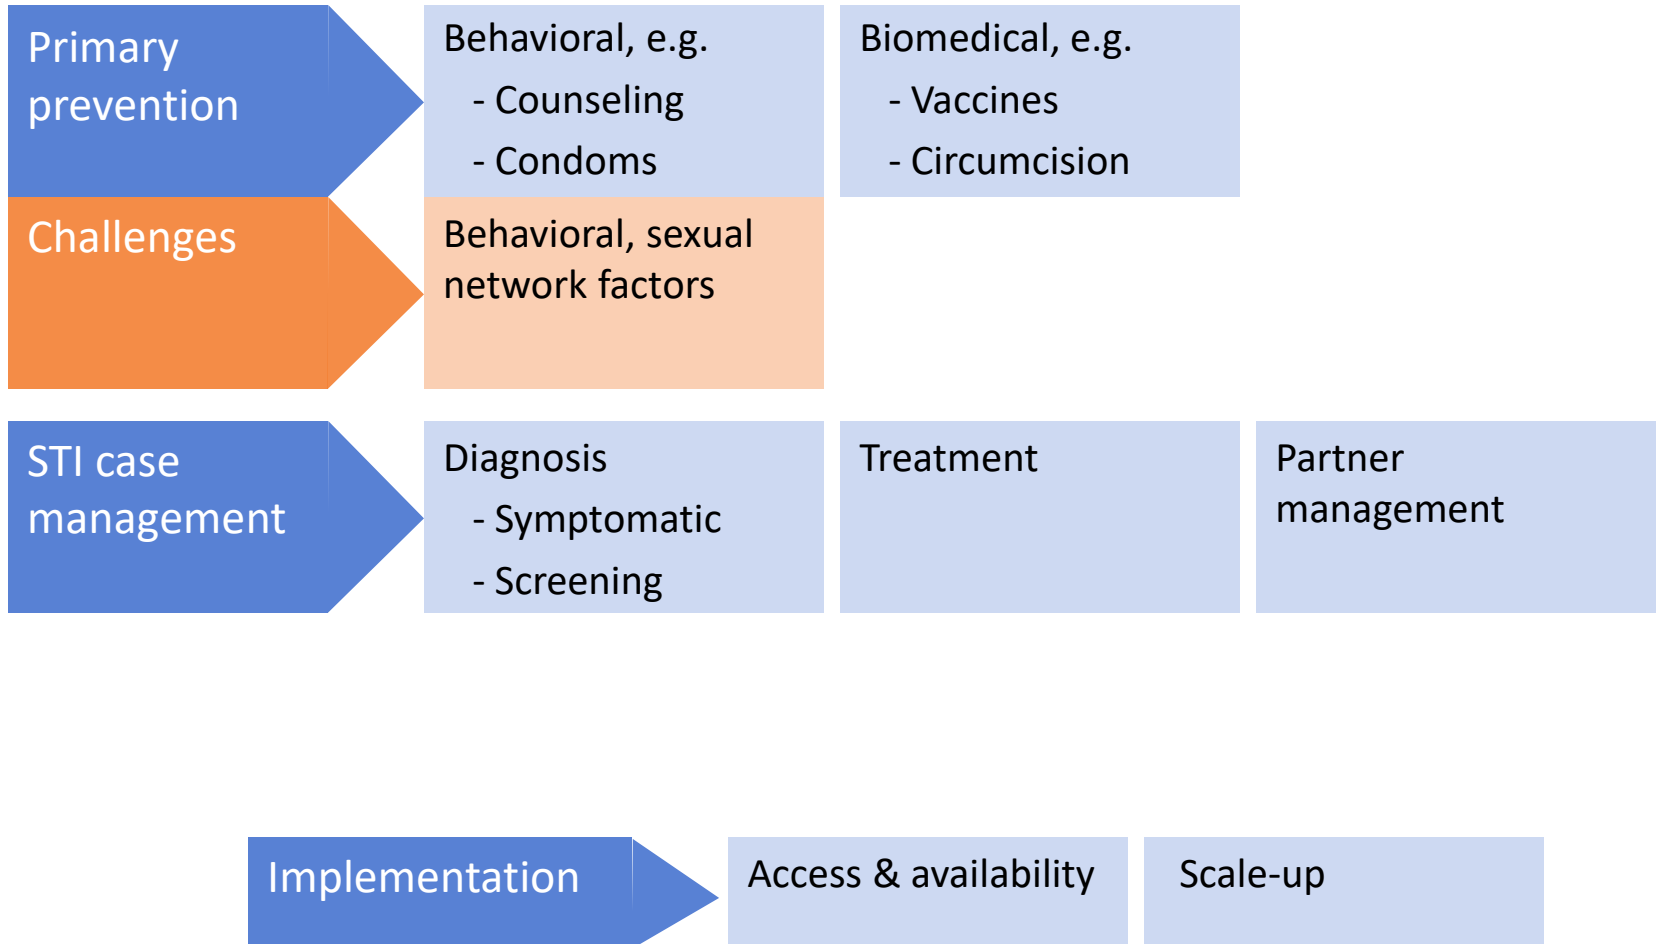 Primary
prevention
Behavioral, e.g.
- Counseling
- Condoms
Biomedical, e.g.
- Vaccines
- Circumcision
Challenges
Behavioral, sexual
network factors
STI case
management
Diagnosis
- Symptomatic
- Screening
Treatment
Partner
management
Implementation
Access & availability
Scale-up